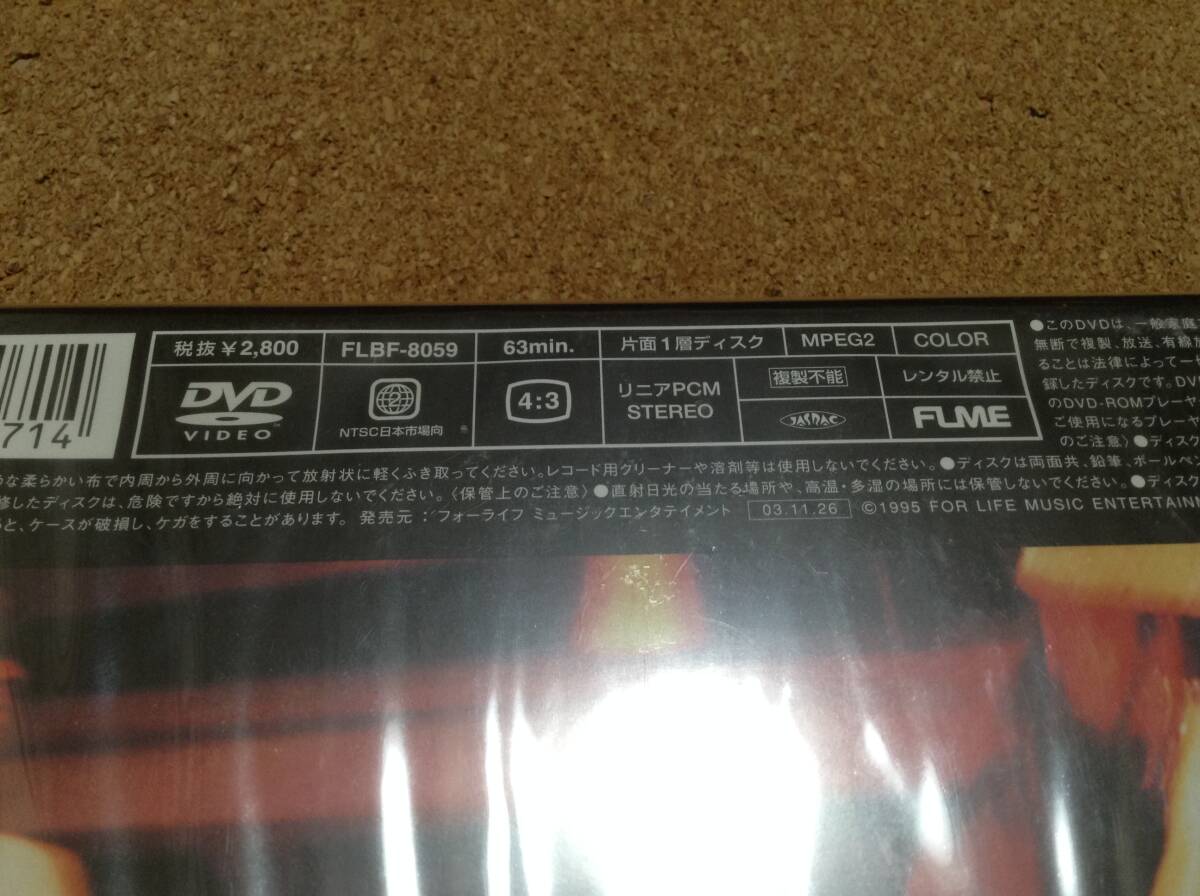 714
税抜￥2,800
FLBF-8059
63min.
片面1層ディスク
MPEG2
COLOR
DVD
VIDEO
2
NTSC日本市場向
4:3
リニアPCM
STEREO
複製不能
JASRAC
レンタル禁止
FLME
●このDVDは、一般家庭
無断で複製、放送、有線放
ることは法律によって一
録したディスクです。DV
のDVD-ROMプレーヤ
ご使用になるプレーヤ
のご注意〉●ディスク
うな柔らかい布で内周から外周に向かって放射状に軽くふき取ってください。レコード用クリーナーや溶剤等は使用しないでください。●ディスクは両面共、鉛筆、ボールペン
修したディスクは、危険ですから絶対に使用しないでください。〈保管上のご注意〉●直射日光の当たる場所や、高温・多湿の場所には保管しないでください。●ディスク
と、ケースが破損し、ケガをすることがあります。発売元：フォーライフ ミュージックエンタテイメント 03.11.26 ©1995 FOR LIFE MUSIC ENTERTAIN